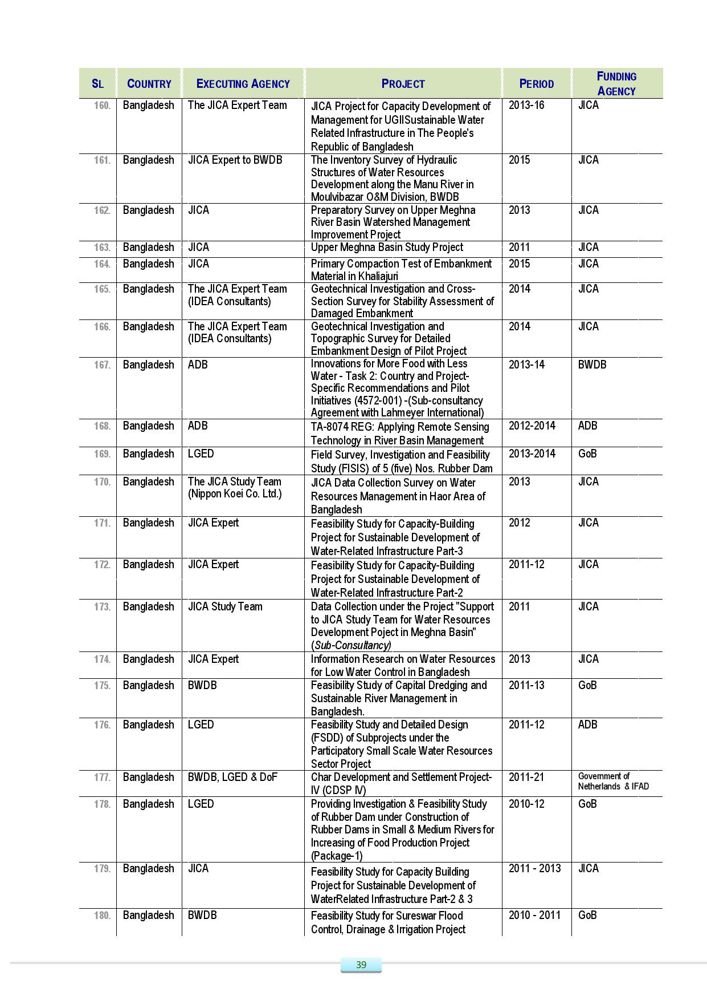 SL COUNTRY EXECUTING AGENCY PROJECT PERIOD FUNDING AGENCY
160. Bangladesh The JICA Expert Team JICA Project for Capacity Development of 2013-16 JICA
Management for UGIISustainable Water
Related Infrastructure in The People's
Republic of Bangladesh
161. Bangladesh JICA Expert to BWDB The Inventory Survey of Hydraulic 2015 JICA
Structures of Water Resources
Development along the Manu River in
Moulvibazar O&M Division, BWDB
162. Bangladesh JICA Preparatory Survey on Upper Meghna 2013 JICA
River Basin Watershed Management
Improvement Project
163. Bangladesh JICA Upper Meghna Basin Study Project 2011 JICA
164. Bangladesh JICA Primary Compaction Test of Embankment 2015 JICA
Material in Khaliajuri
165. Bangladesh The JICA Expert Team Geotechnical Investigation and Cross- 2014 JICA
(IDEA Consultants) Section Survey for Stability Assessment of
Damaged Embankment
166. Bangladesh The JICA Expert Team Geotechnical Investigation and 2014 JICA
(IDEA Consultants) Topographic Survey for Detailed
Embankment Design of Pilot Project
167. Bangladesh ADB Innovations for More Food with Less 2013-14 BWDB
Water - Task 2: Country and Project-
Specific Recommendations and Pilot
Initiatives (4572-001) -(Sub-consultancy
Agreement with Lahmeyer International)
168. Bangladesh ADB TA-8074 REG: Applying Remote Sensing 2012-2014 ADB
Technology in River Basin Management
169. Bangladesh LGED Field Survey, Investigation and Feasibility 2013-2014 GoB
Study (FISIS) of 5 (five) Nos. Rubber Dam
170. Bangladesh The JICA Study Team JICA Data Collection Survey on Water 2013 JICA
(Nippon Koei Co. Ltd.) Resources Management in Haor Area of
Bangladesh
171. Bangladesh JICA Expert Feasibility Study for Capacity-Building 2012 JICA
Project for Sustainable Development of
Water-Related Infrastructure Part-3
172. Bangladesh JICA Expert Feasibility Study for Capacity-Building 2011-12 JICA
Project for Sustainable Development of
Water-Related Infrastructure Part-2
173. Bangladesh JICA Study Team Data Collection under the Project "Support 2011 JICA
to JICA Study Team for Water Resources
Development Poject in Meghna Basin"
(Sub-Consultancy)
174. Bangladesh JICA Expert Information Research on Water Resources 2013 JICA
for Low Water Control in Bangladesh
175. Bangladesh BWDB Feasibility Study of Capital Dredging and 2011-13 GoB
Sustainable River Management in
Bangladesh.
176. Bangladesh LGED Feasibility Study and Detailed Design 2011-12 ADB
(FSDD) of Subprojects under the
Participatory Small Scale Water Resources
Sector Project
177. Bangladesh BWDB, LGED & DoF Char Development and Settlement Project- 2011-21 Government of
IV (CDSP IV) Netherlands & IFAD
178. Bangladesh LGED Providing Investigation & Feasibility Study 2010-12 GoB
of Rubber Dam under Construction of
Rubber Dams in Small & Medium Rivers for
Increasing of Food Production Project
(Package-1)
179. Bangladesh JICA Feasibility Study for Capacity Building 2011 - 2013 JICA
Project for Sustainable Development of
WaterRelated Infrastructure Part-2 & 3
180. Bangladesh BWDB Feasibility Study for Sureswar Flood 2010 - 2011 GoB
Control, Drainage & Irrigation Project
39